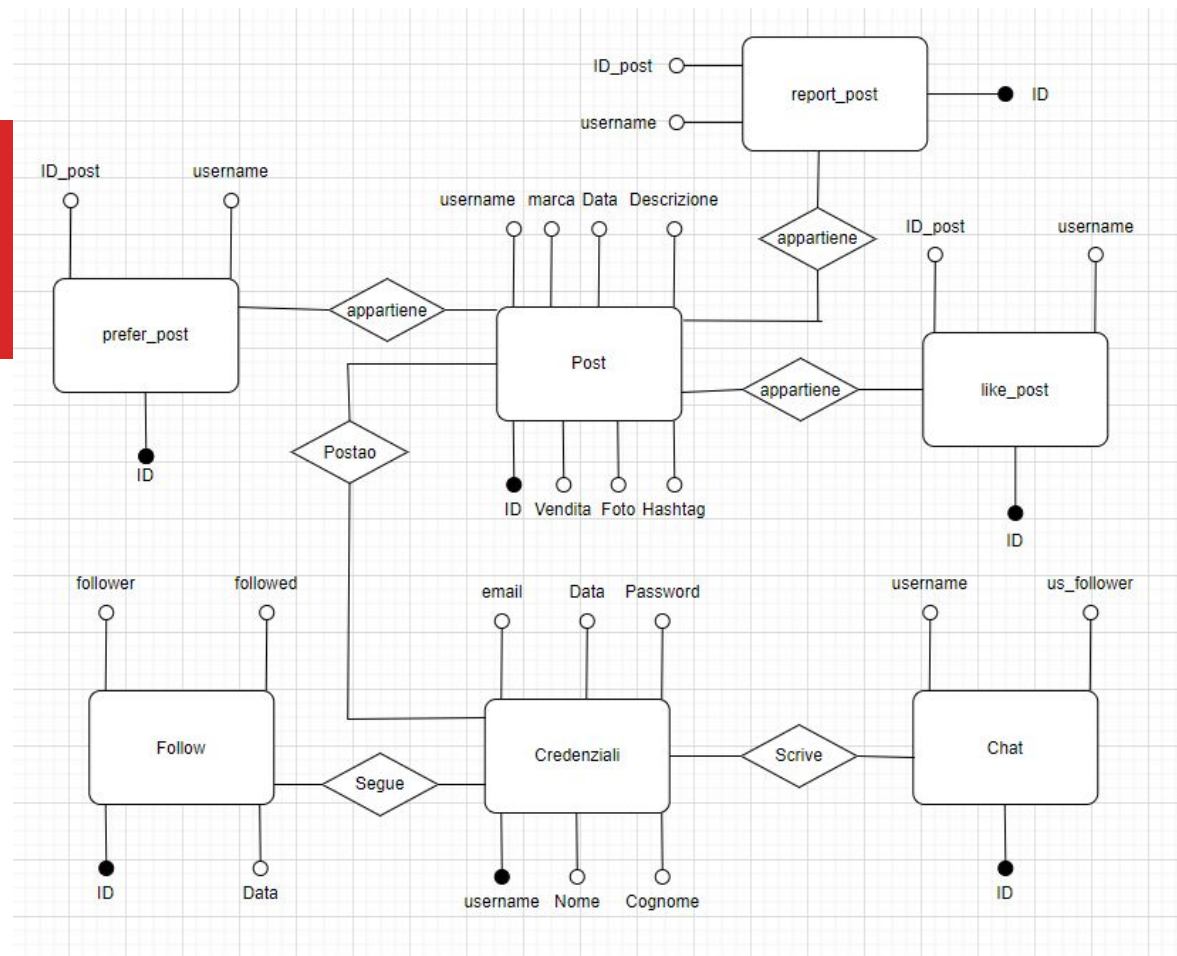 ID_post
report_post
ID
username
ID_post
username
username marca Data Descrizione
appartiene
ID_post
username
appartiene
prefer_post
Post
appartiene
like_post
Postao
ID
ID Vendita Foto Hashtag
ID
follower
followed
email
Data
Password
username
us_follower
Follow
Credenziali
Scrive
Chat
Segue
ID
Data
username Nome Cognome
ID